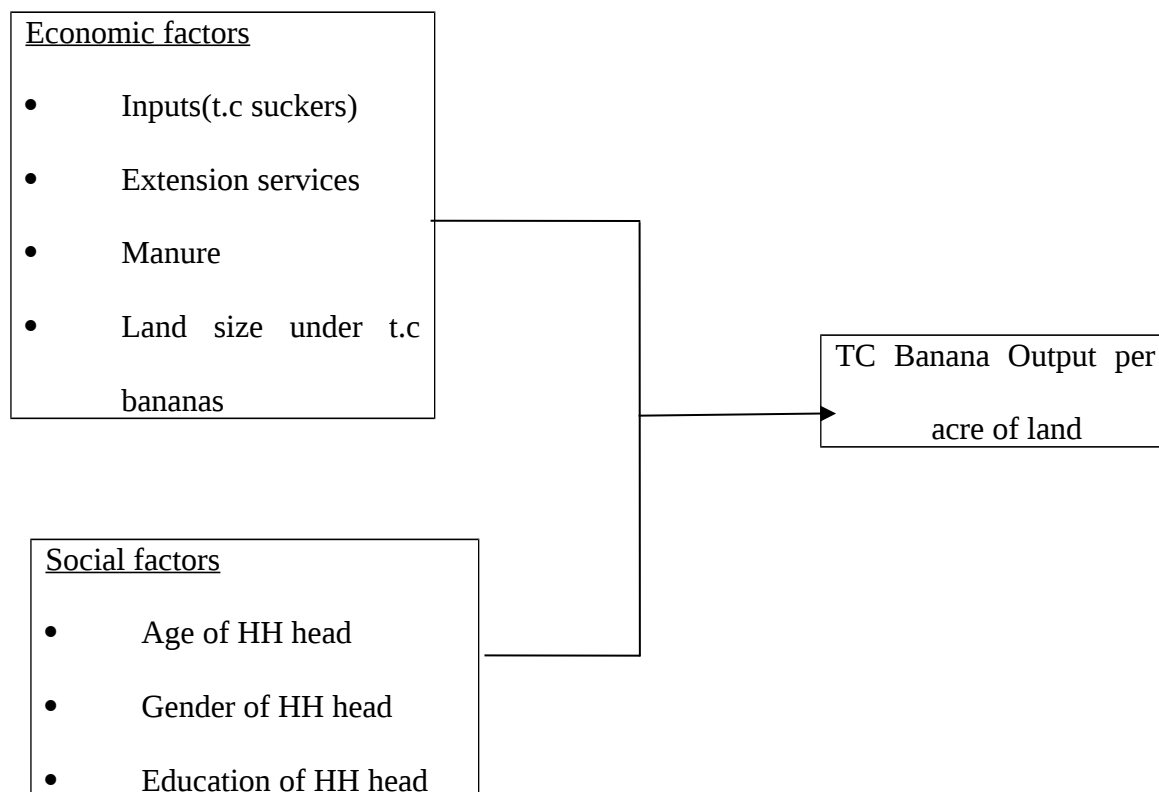 Economic factors
• Inputs(t.c suckers)
• Extension services
• Manure
• Land size under t.c
bananas
TC Banana Output per
acre of land
Social factors
• Age of HH head
• Gender of HH head
• Education of HH head